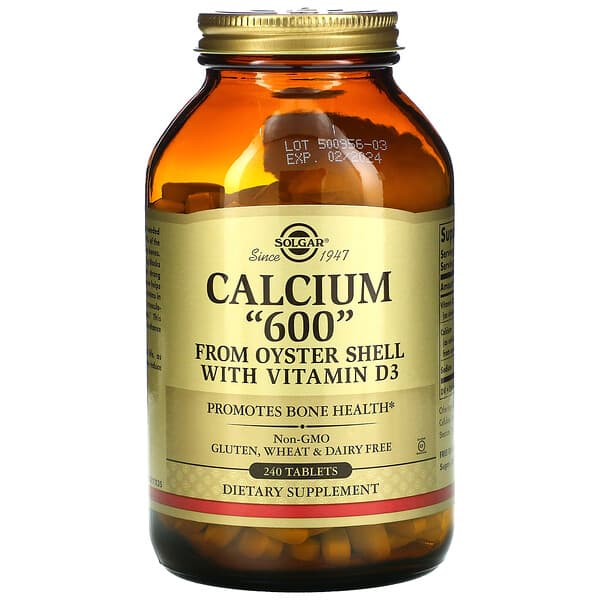 LOT 500956-03
EXP. 02/2024
SOLGAR®
Since 1947
CALCIUM
"600"
FROM OYSTER SHELL
WITH VITAMIN D3
PROMOTES BONE HEALTH*
Non-GMO
GLUTEN, WHEAT & DAIRY FREE
240 TABLETS
DIETARY SUPPLEMENT